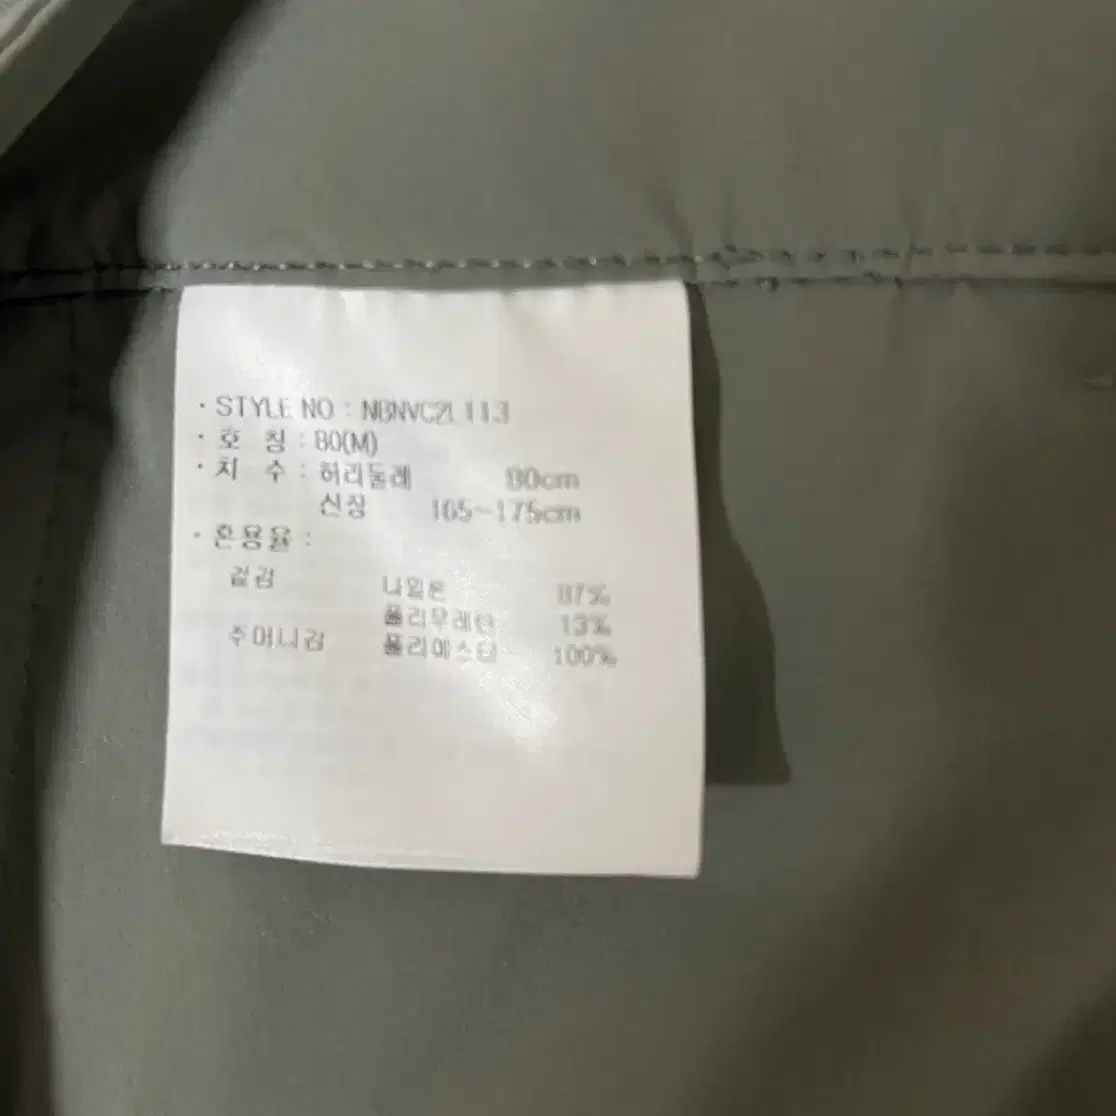 · STYLE NO : NBNVC2L113
· 호 칭 : 80(M)
· 치 수 : 허리둘레 80cm
신장 165~175cm
· 혼용율 :
겉감 나일론 87%
폴리우레탄 13%
주머니감 폴리에스터 100%